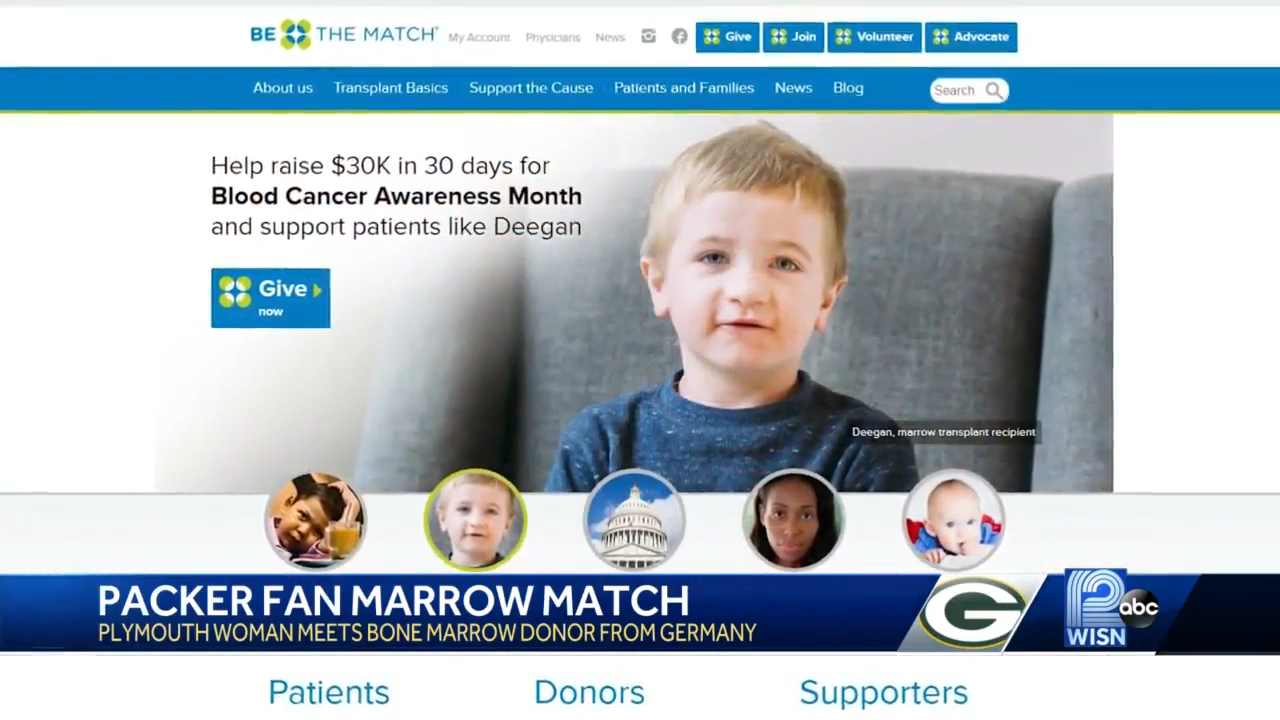 BE THE MATCH®
My Account Physicians News Give Join Volunteer Advocate
About us Transplant Basics Support the Cause Patients and Families News Blog Search
Help raise $30K in 30 days for
Blood Cancer Awareness Month
and support patients like Deegan
Give
now
Deegan, marrow transplant recipient
PACKER FAN MARROW MATCH
PLYMOUTH WOMAN MEETS BONE MARROW DONOR FROM GERMANY
G
12
abc
WISN
Patients Donors Supporters